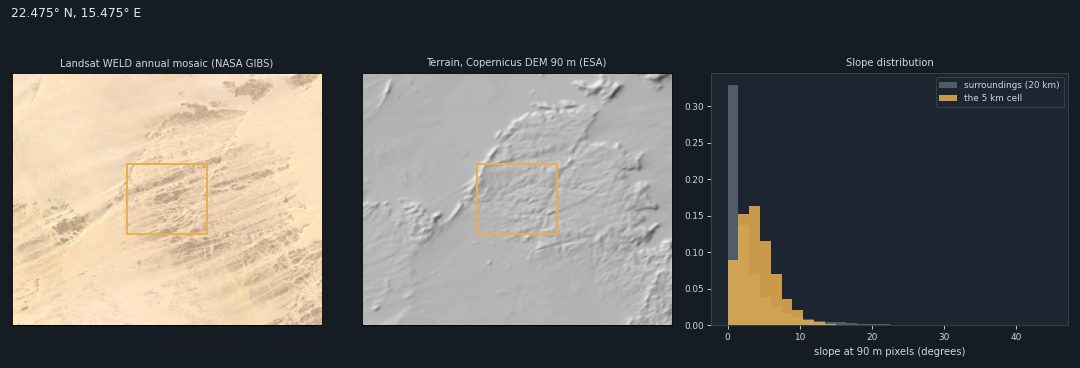 22.475° N, 15.475° E
Landsat WELD annual mosaic (NASA GIBS)
Terrain, Copernicus DEM 90 m (ESA)
Slope distribution
surroundings (20 km)
the 5 km cell
0.30
0.25
0.20
0.15
0.10
0.05
0.00
0 10 20 30 40
slope at 90 m pixels (degrees)